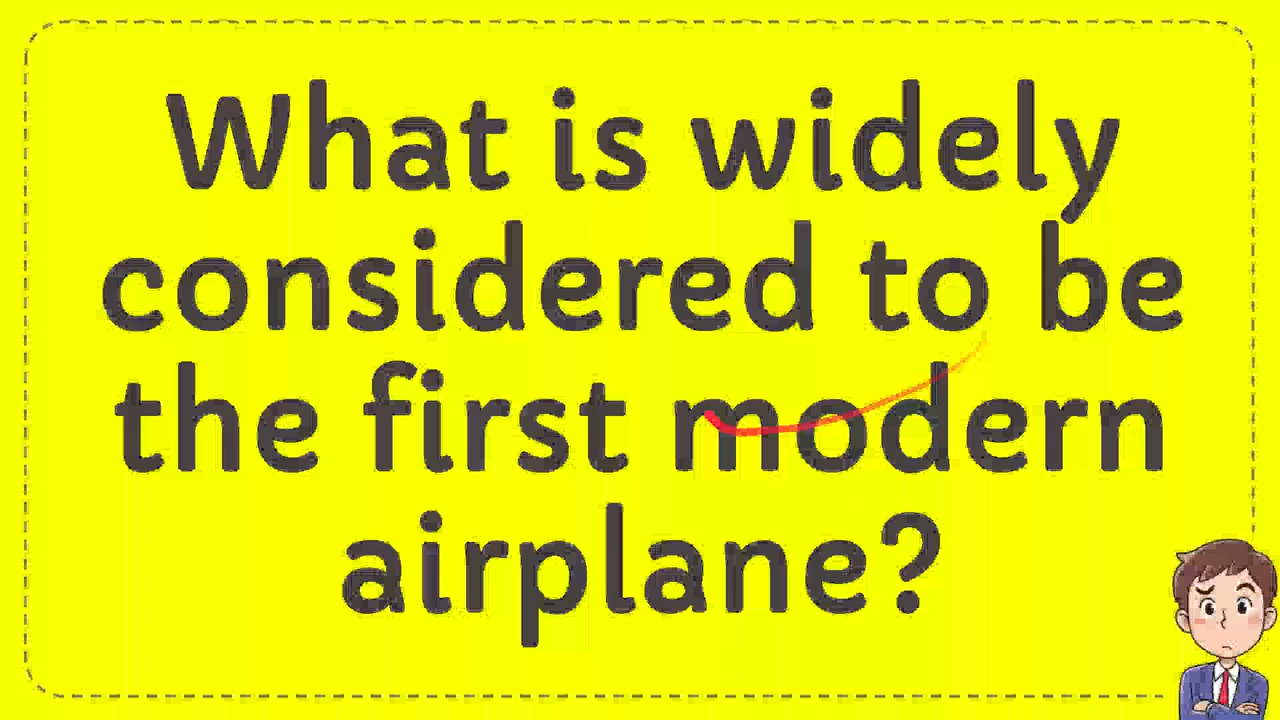 What is widely
considered to be
the first modern
airplane?